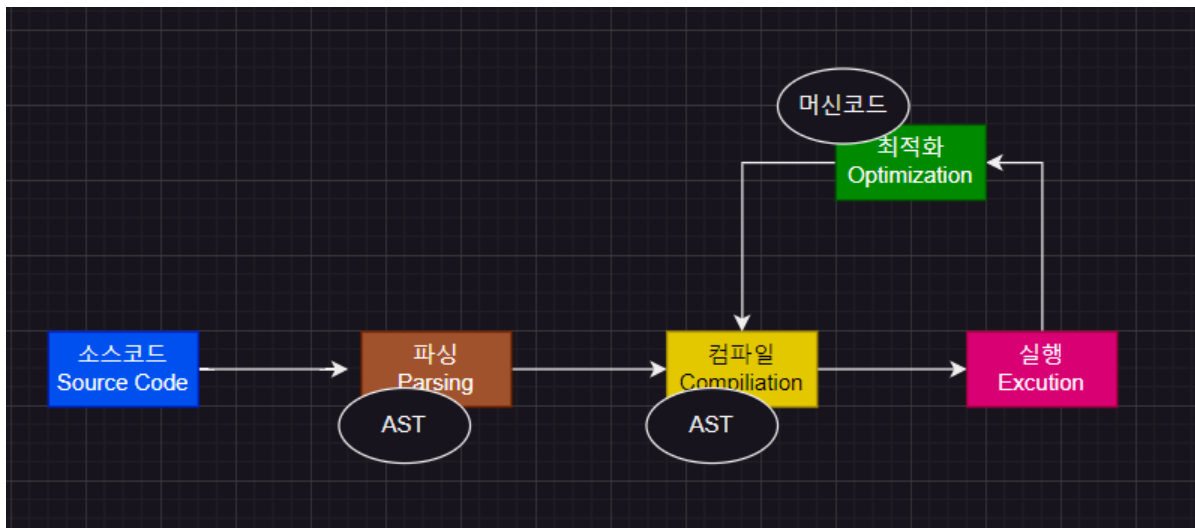 머신코드
최적화
Optimization
소스코드
Source Code
파싱
Parsing
컴파일
Compiliation
실행
Excution
AST
AST